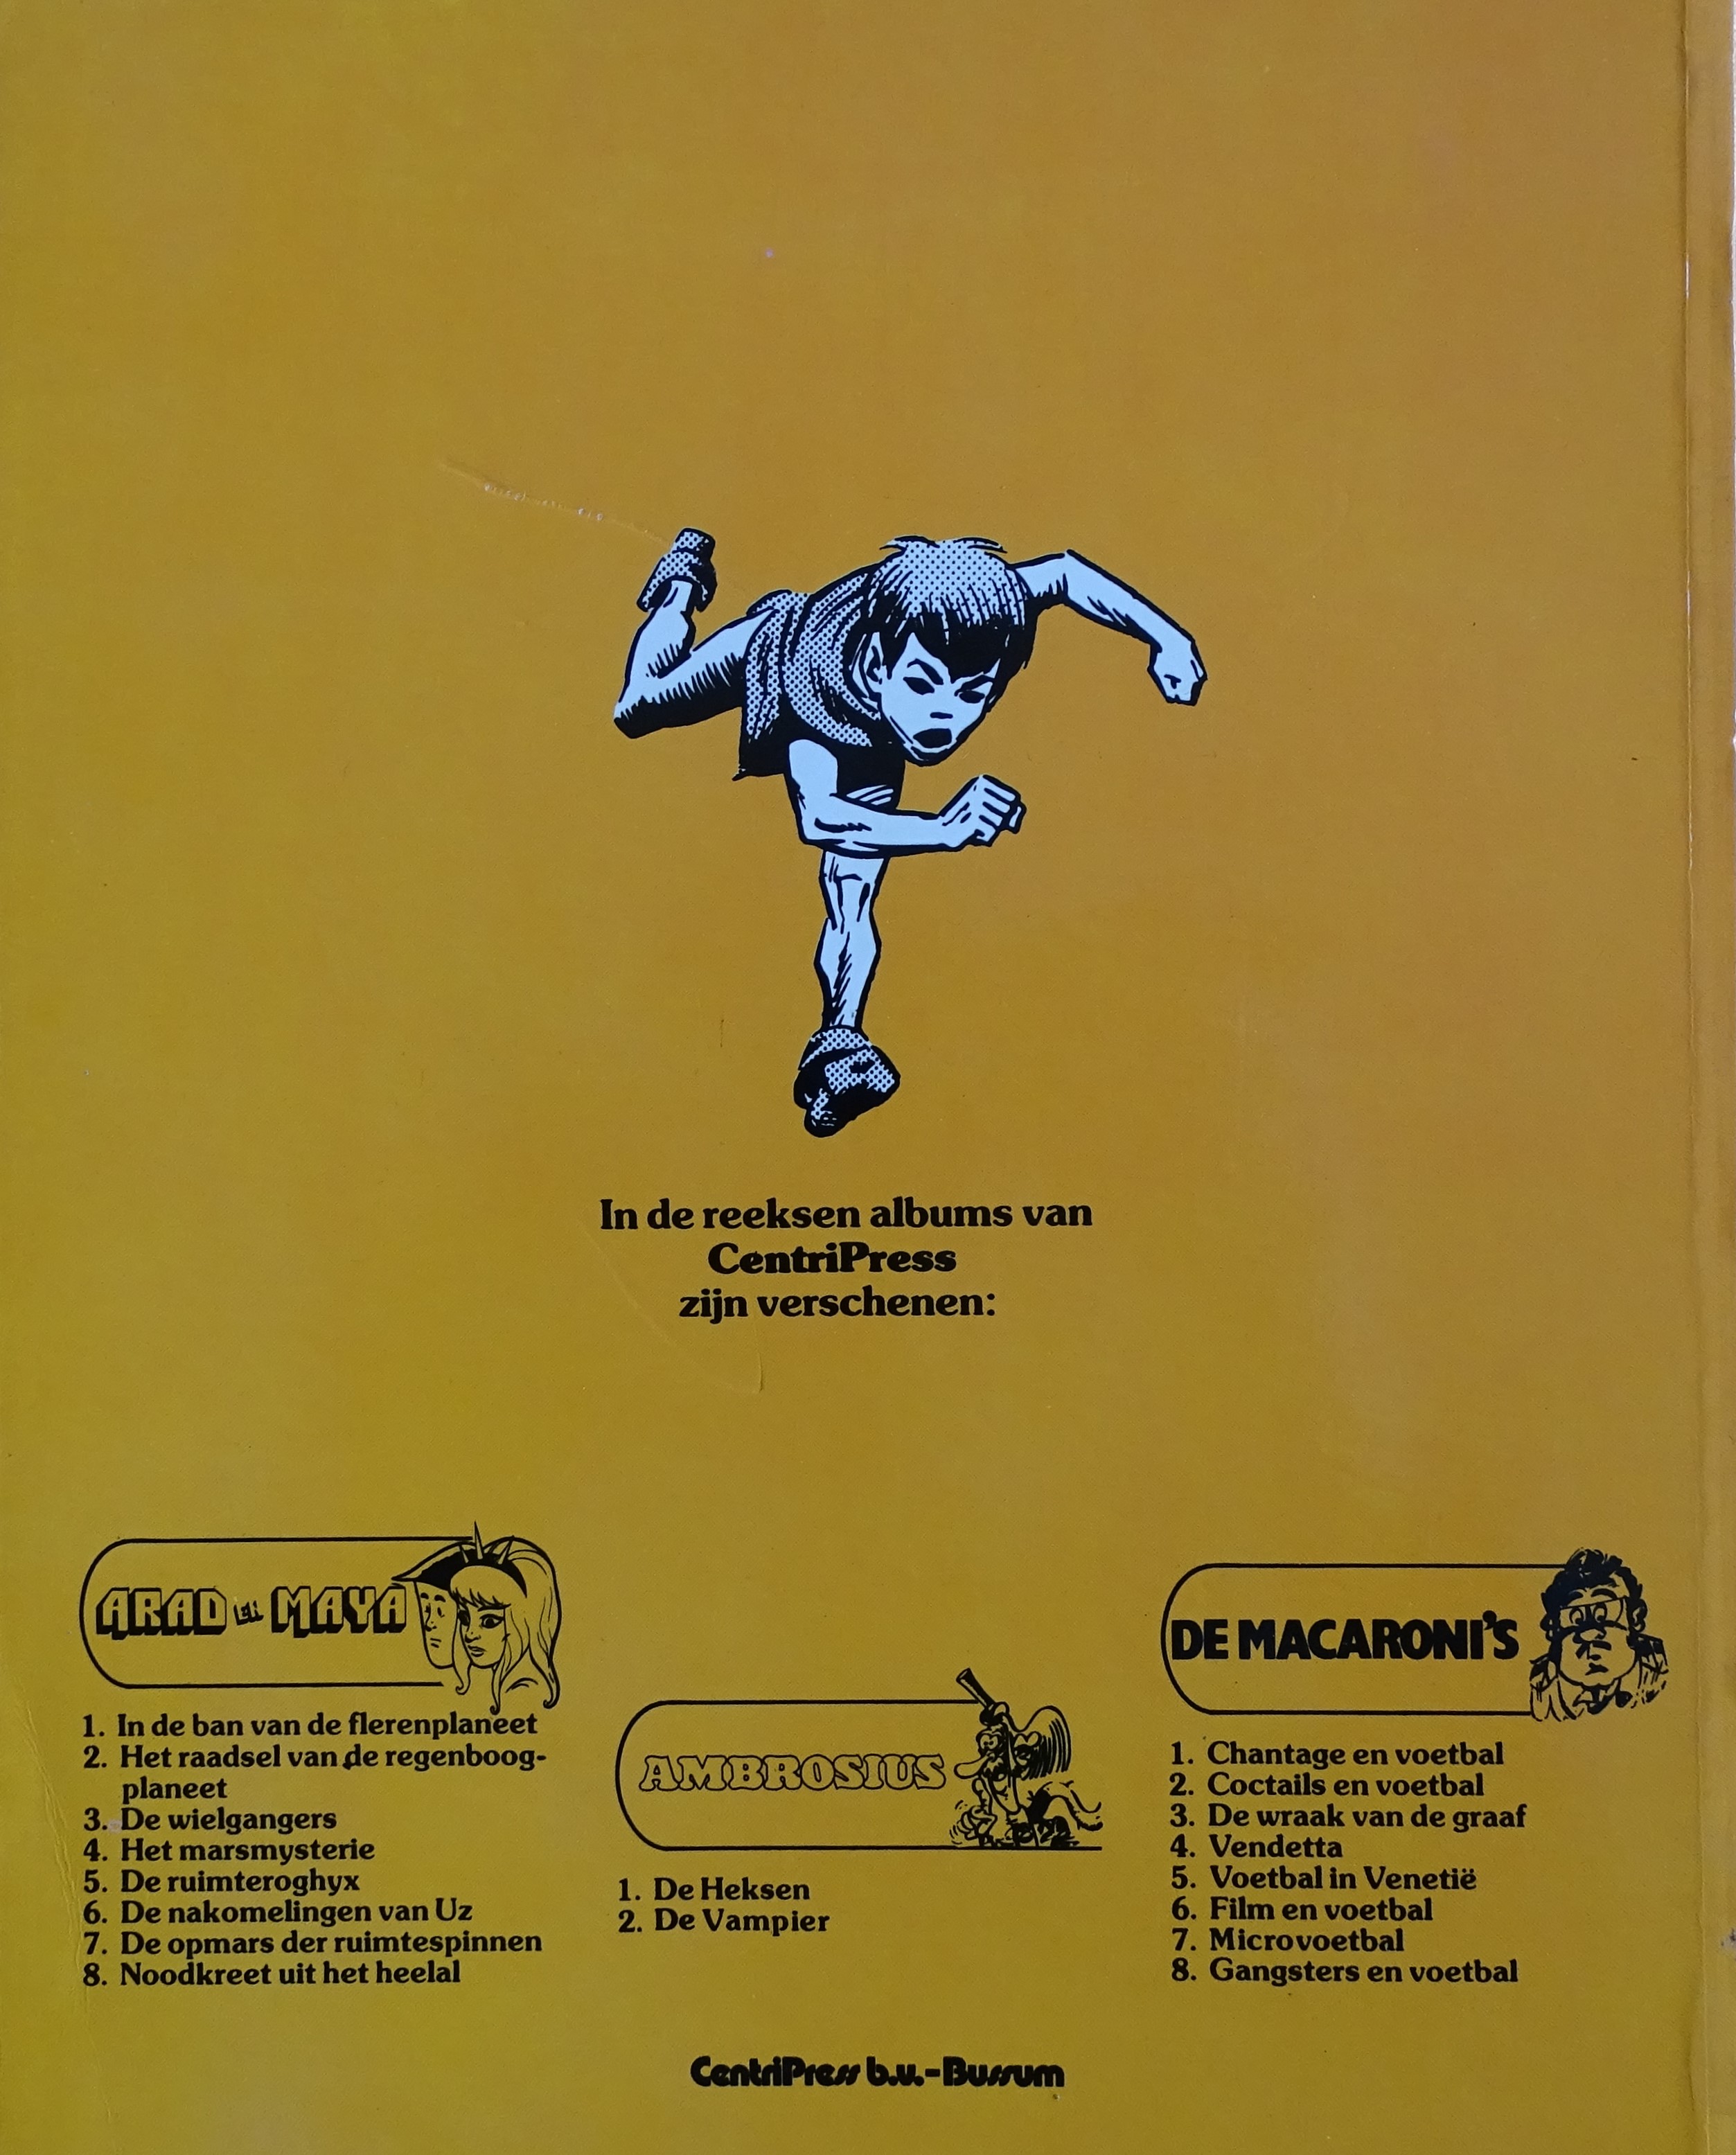 In de reeksen albums van
CentriPress
zijn verschenen:
ARAD EN MAYA
1. In de ban van de flerenplaneet
2. Het raadsel van de regenboog-
planeet
3. De wielgangers
4. Het marsmysterie
5. De ruimteroghyx
6. De nakomelingen van Uz
7. De opmars der ruimtespinnen
8. Noodkreet uit het heelal
AMBROSIUS
1. De Heksen
2. De Vampier
DE MACARONI'S
1. Chantage en voetbal
2. Coctails en voetbal
3. De wraak van de graaf
4. Vendetta
5. Voetbal in Venetië
6. Film en voetbal
7. Microvoetbal
8. Gangsters en voetbal
CentriPress b.v.-Bussum